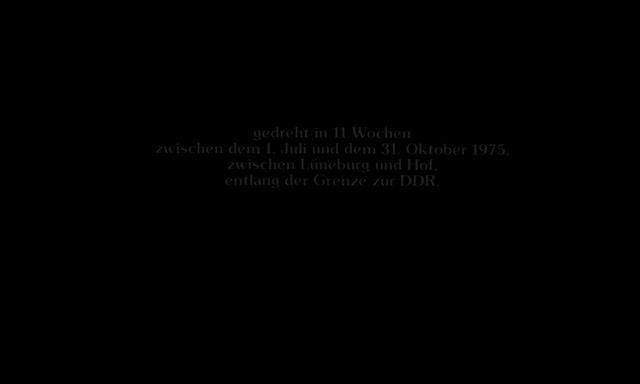 gedreht in 11 Wochen
zwischen dem 1. Juli und dem 31. Oktober 1975,
zwischen Lüneburg und Hof,
entlang der Grenze zur DDR.